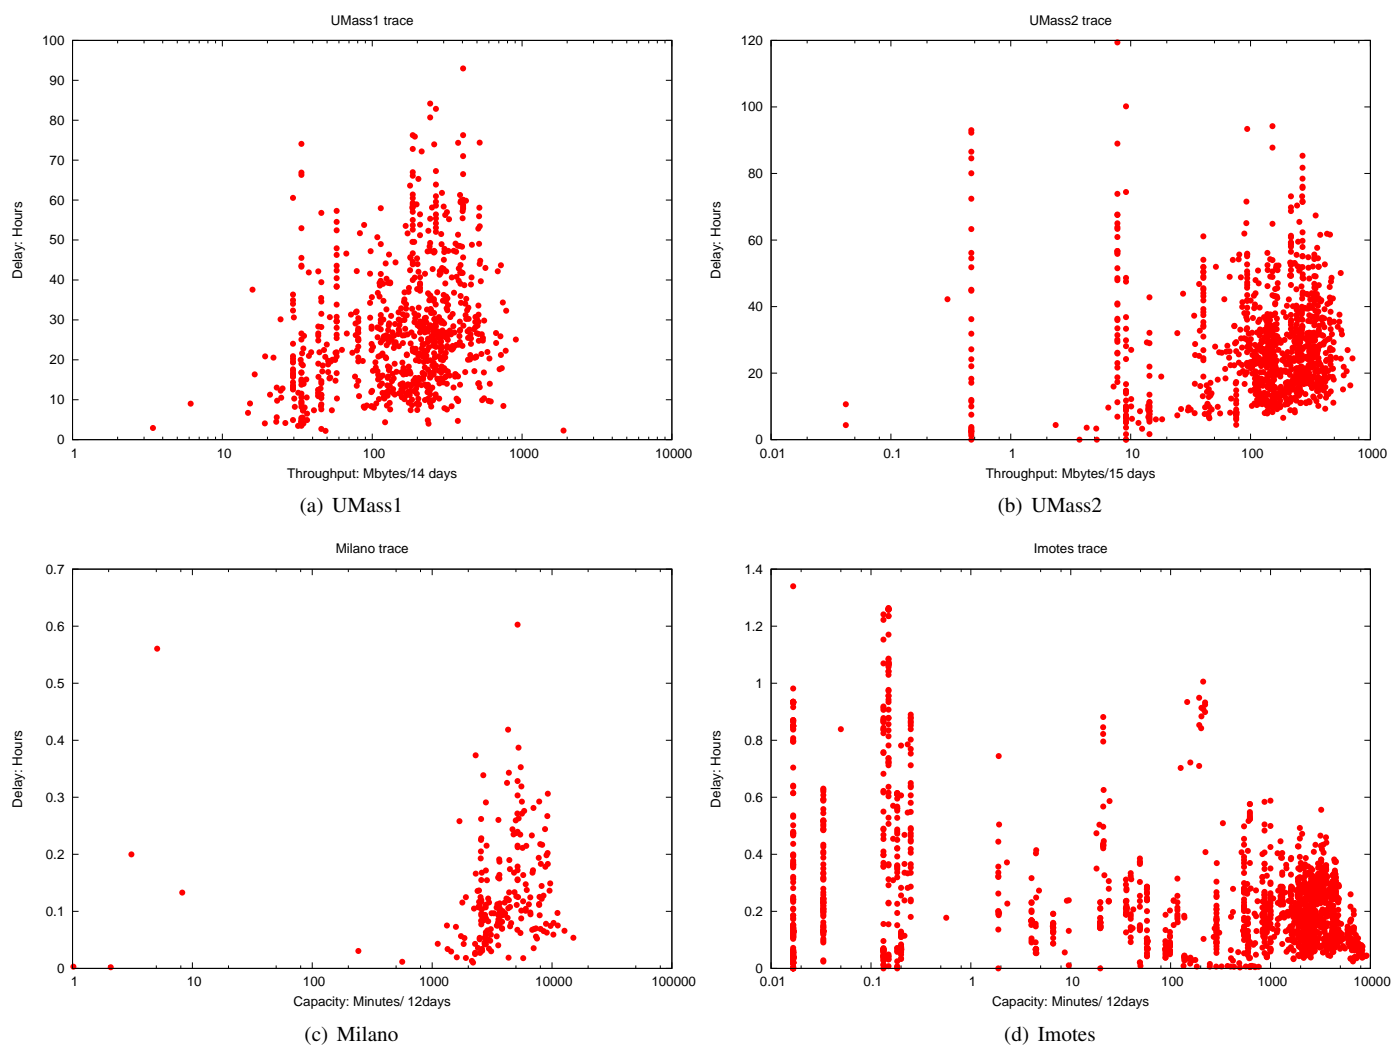 UMass1 trace
100
90
80
70
60
50
40
30
20
10
0
Delay: Hours
1 10 100 1000 10000
Throughput: Mbytes/14 days
(a) UMass1
UMass2 trace
120
100
80
60
40
20
0
Delay: Hours
0.01 0.1 1 10 100 1000
Throughput: Mbytes/15 days
(b) UMass2
Milano trace
0.7
0.6
0.5
0.4
0.3
0.2
0.1
0
Delay: Hours
1 10 100 1000 10000 100000
Capacity: Minutes/ 12days
(c) Milano
Imotes trace
1.4
1.2
1
0.8
0.6
0.4
0.2
0
Delay: Hours
0.01 0.1 1 10 100 1000 10000
Capacity: Minutes/ 12days
(d) Imotes